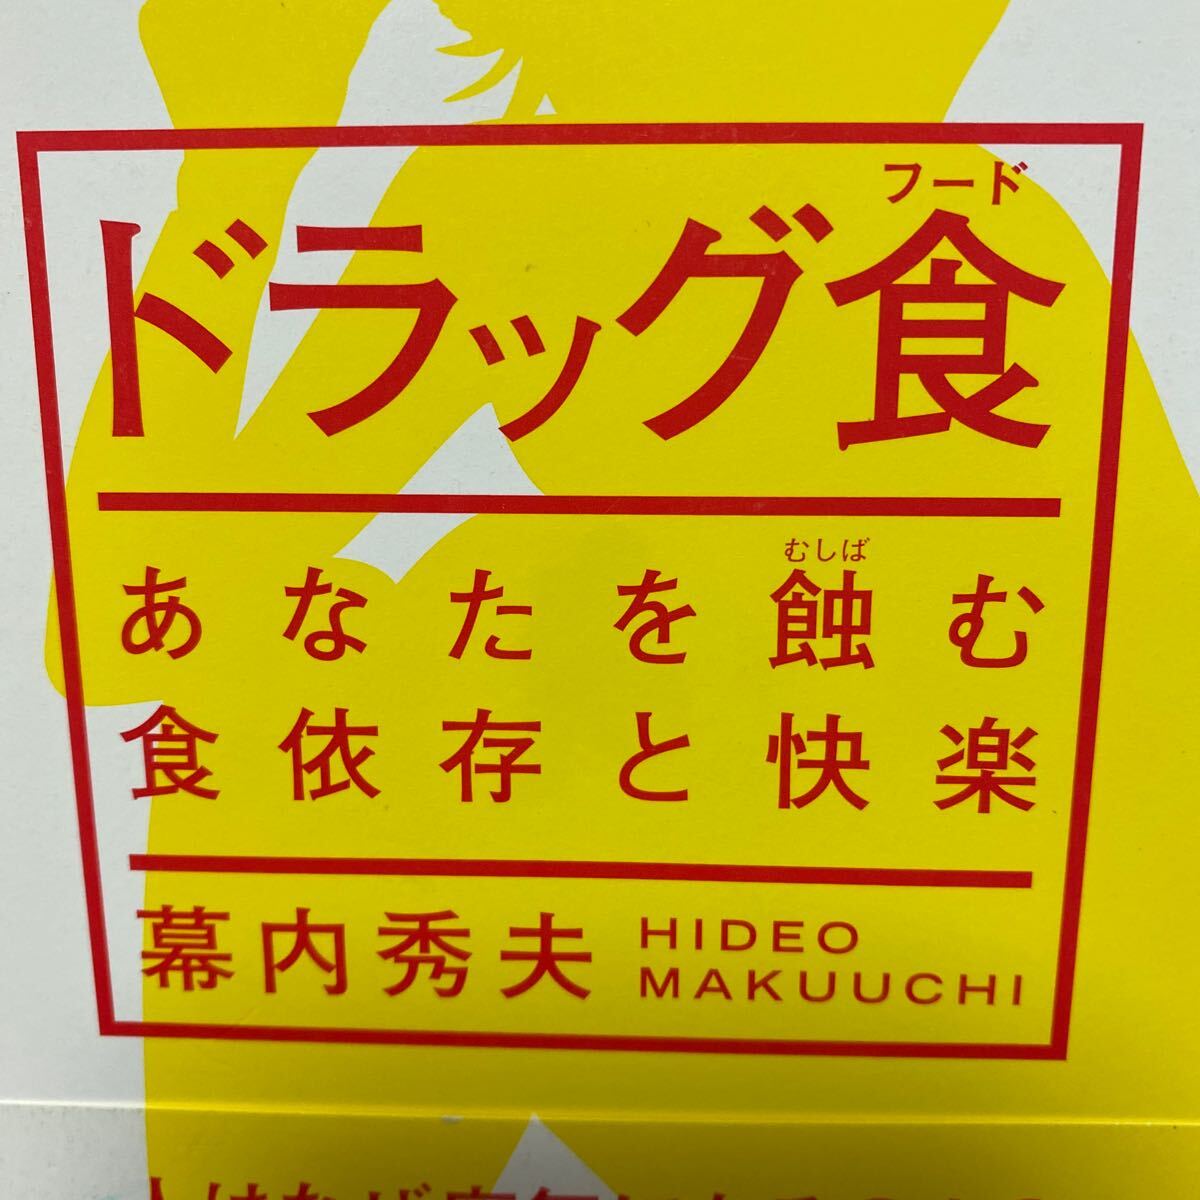 フード
ドラッグ食
むしば
あなたを蝕む
食依存と快楽
幕内秀夫
HIDEO
MAKUUCHI